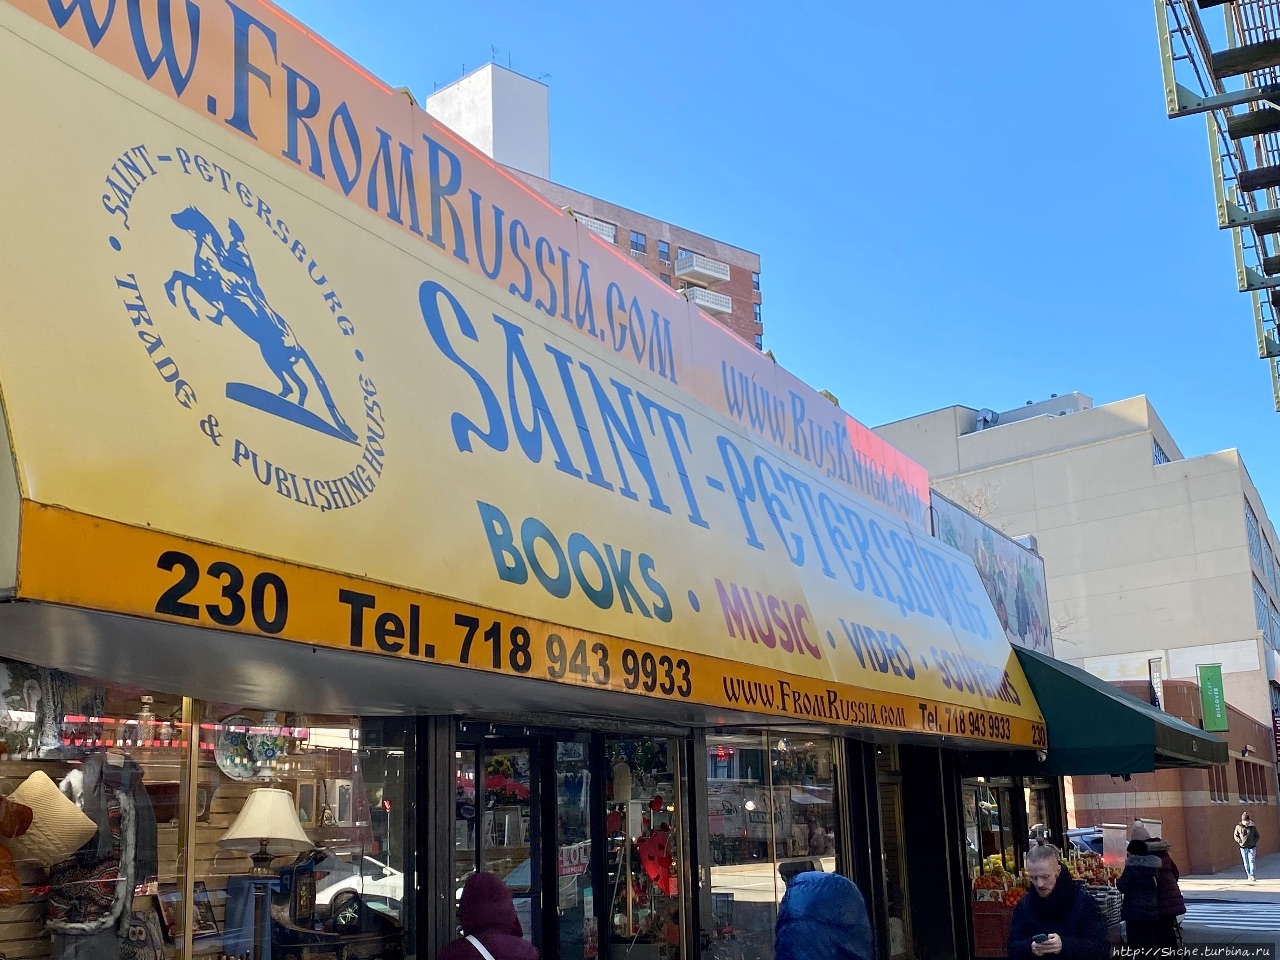 ww.FromRussia.com
www.RusKniga.com
SAINT-PETERSBURG
TRADE & PUBLISHING HOUSE
SAINT-PETERSBURG
BOOKS • MUSIC • VIDEO • SOUVENIRS
230 Tel. 718 943 9933 www.FromRussia.com Tel. 718 943 9933 230
http://Shche.turbina.ru